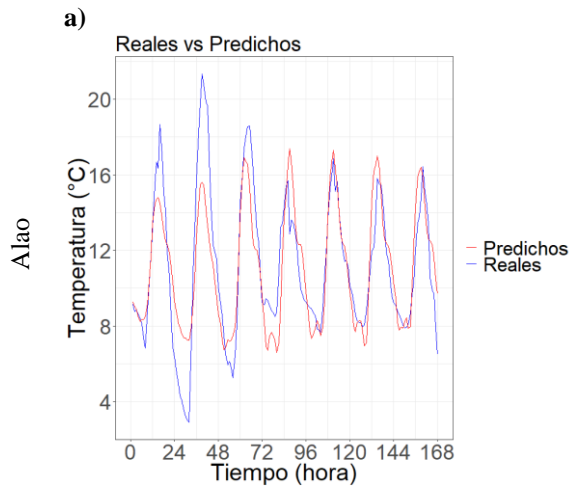 a)
Reales vs Predichos
20
16
12
8
4
Temperatura (°C)
Alao
0 24 48 72 96 120 144 168
Tiempo (hora)
Predichos
Reales